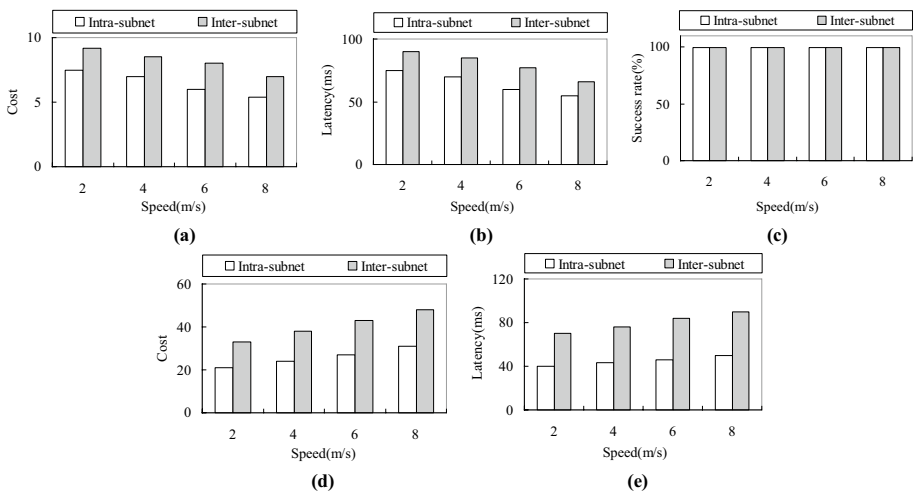 Intra-subnet Inter-subnet
10
5
0
Cost
2 4 6 8
Speed(m/s)
(a)
Intra-subnet Inter-subnet
100
50
0
Latency(ms)
2 4 6 8
Speed(m/s)
(b)
Intra-subnet Inter-subnet
100
50
0
Success rate(%)
2 4 6 8
Speed(m/s)
(c)
Intra-subnet Inter-subnet
60
40
20
0
Cost
2 4 6 8
Speed(m/s)
(d)
Intra-subnet Inter-subnet
120
80
40
0
Latency(ms)
2 4 6 8
Speed(m/s)
(e)